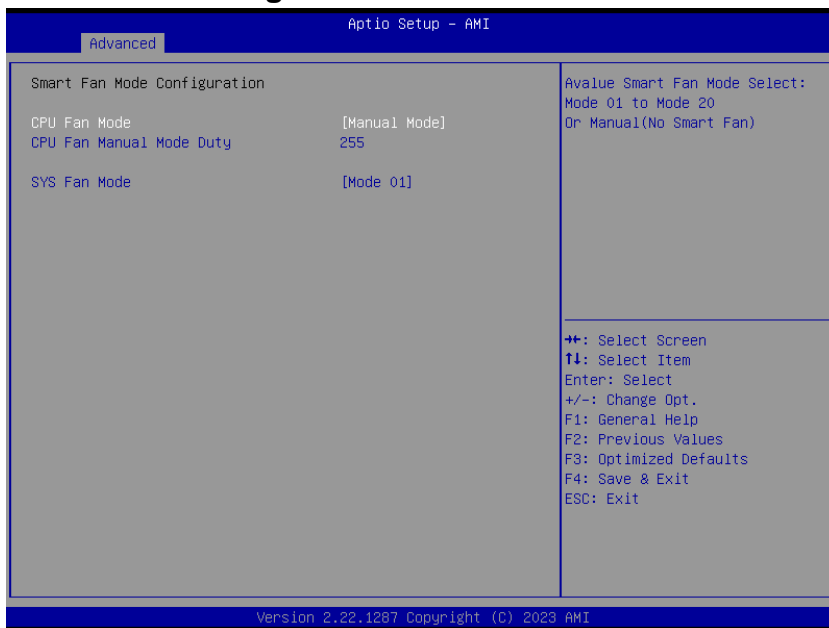 Aptio Setup – AMI
Advanced
Smart Fan Mode Configuration
CPU Fan Mode [Manual Mode]
CPU Fan Manual Mode Duty 255
SYS Fan Mode [Mode 01]
Avalue Smart Fan Mode Select:
Mode 01 to Mode 20
Or Manual(No Smart Fan)
→←: Select Screen
↑↓: Select Item
Enter: Select
+/-: Change Opt.
F1: General Help
F2: Previous Values
F3: Optimized Defaults
F4: Save & Exit
ESC: Exit
Version 2.22.1287 Copyright (C) 2023 AMI